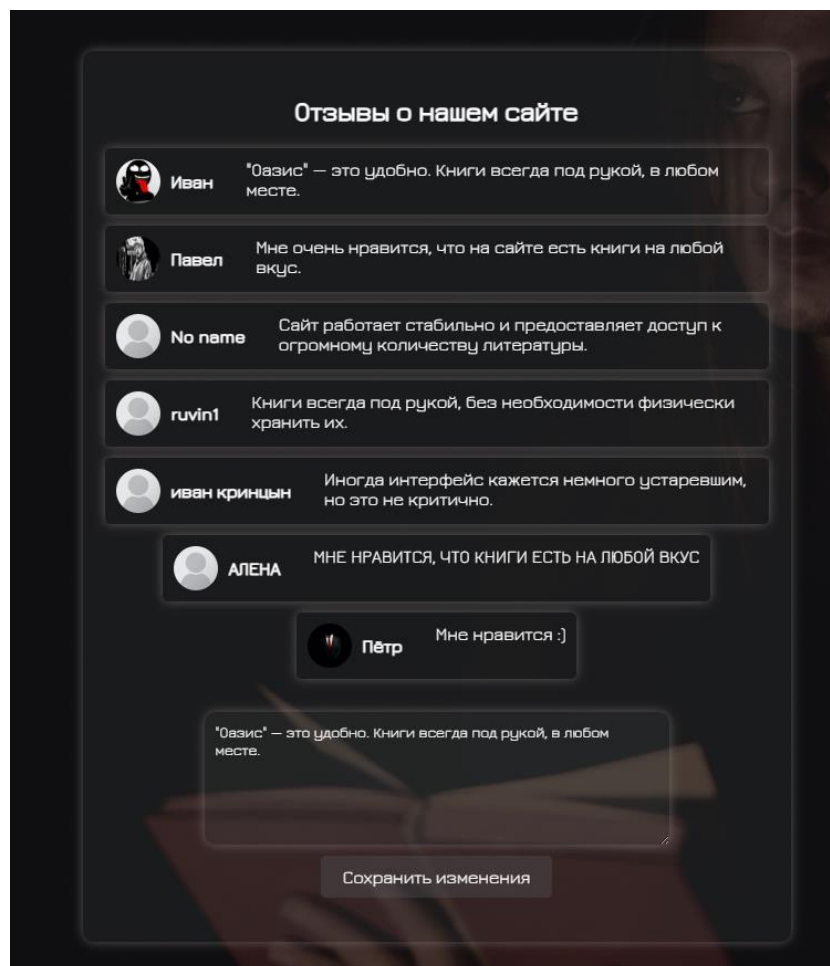 Отзывы о нашем сайте
Иван
"Оазис" — это удобно. Книги всегда под рукой, в любом
месте.
Павел
Мне очень нравится, что на сайте есть книги на любой
вкус.
No name
Сайт работает стабильно и предоставляет доступ к
огромному количеству литературы.
ruvin1
Книги всегда под рукой, без необходимости физически
хранить их.
иван кринцын
Иногда интерфейс кажется немного устаревшим,
но это не критично.
АЛЕНА
МНЕ НРАВИТСЯ, ЧТО КНИГИ ЕСТЬ НА ЛЮБОЙ ВКУС
Пётр
Мне нравится :)
"Оазис" — это удобно. Книги всегда под рукой, в любом
месте.
Сохранить изменения